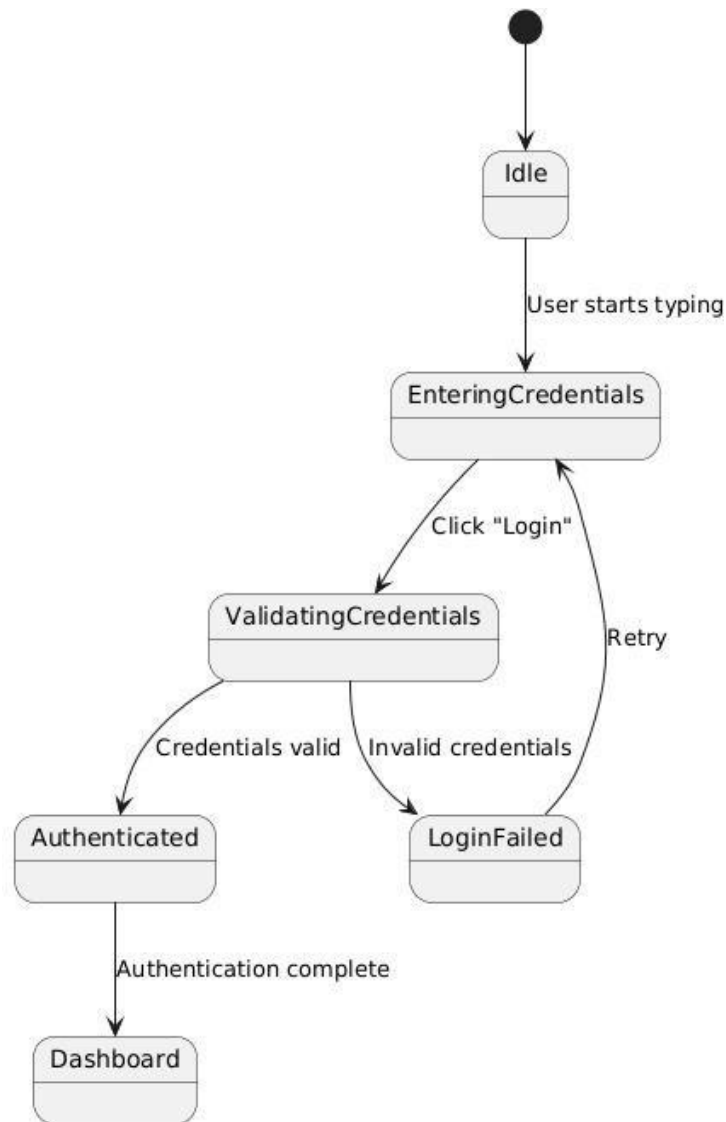 Idle
User starts typing
EnteringCredentials
Click "Login"
ValidatingCredentials
Retry
Credentials valid
Invalid credentials
Authenticated
LoginFailed
Authentication complete
Dashboard